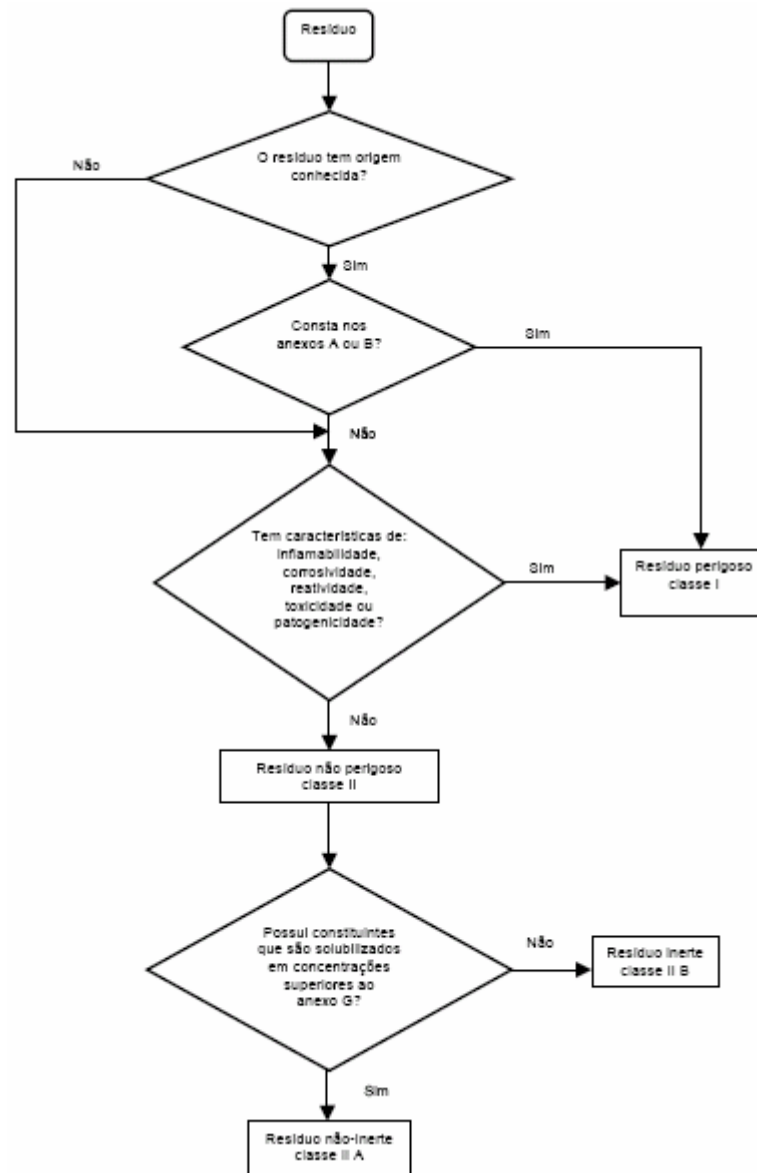 Resíduo
O resíduo tem origem
conhecida?
Não
Sim
Consta nos
anexos A ou B?
Sim
Não
Tem características de:
inflamabilidade,
corrosividade,
reatividade,
toxicidade ou
patogenicidade?
Sim
Resíduo perigoso
classe I
Não
Resíduo não perigoso
classe II
Possui constituintes
que são solubilizados
em concentrações
superiores ao
anexo G?
Não
Resíduo inerte
classe II B
Sim
Resíduo não-inerte
classe II A